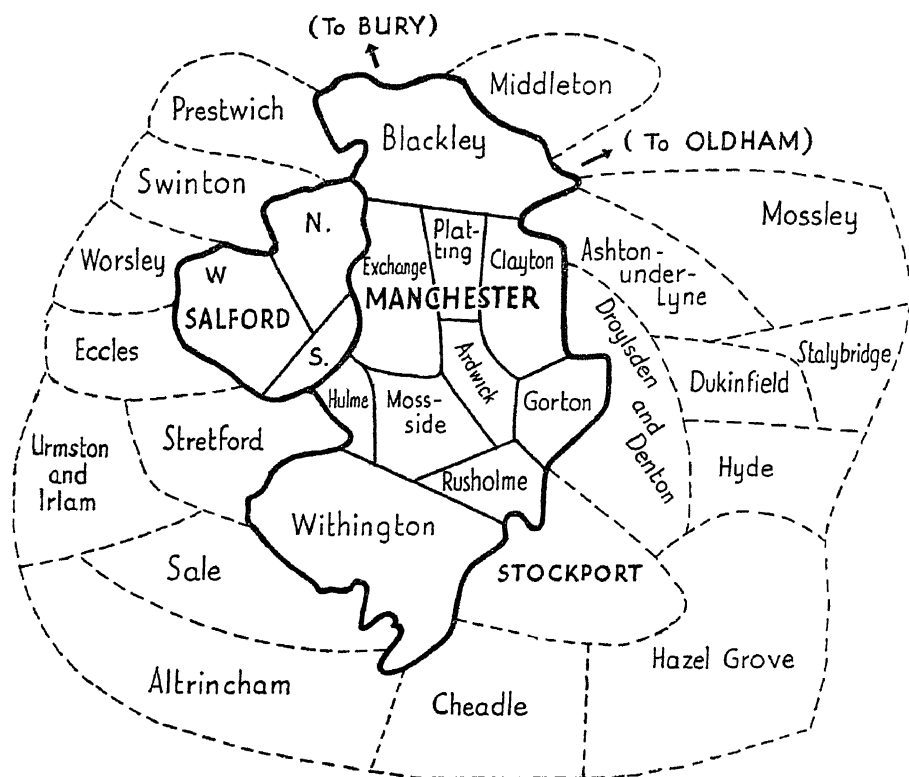 (To BURY)
Middleton
Prestwich
Blackley
(To OLDHAM)
Swinton
Mossley
N.
Plat-
ting
Worsley
W
Exchange
Clayton
Ashton-
under-
Lyne
MANCHESTER
SALFORD
Eccles
S.
Droylsden and Denton
Stalybridge
Ardwick
Dukinfield
Hulme
Moss-
side
Gorton
Urmston
and
Irlam
Stretford
Hyde
Rusholme
Withington
Sale
STOCKPORT
Altrincham
Cheadle
Hazel Grove